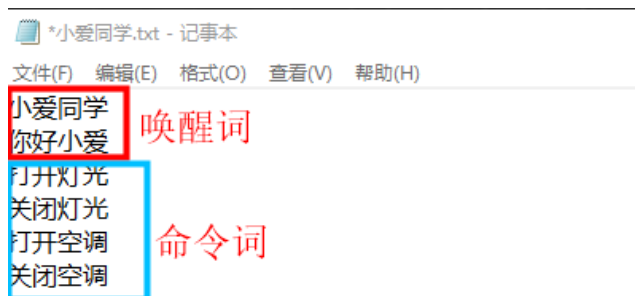 *小爱同学.txt - 记事本
文件(F) 编辑(E) 格式(O) 查看(V) 帮助(H)
小爱同学
你好小爱
唤醒词
打开灯光
关闭灯光
打开空调
关闭空调
命令词